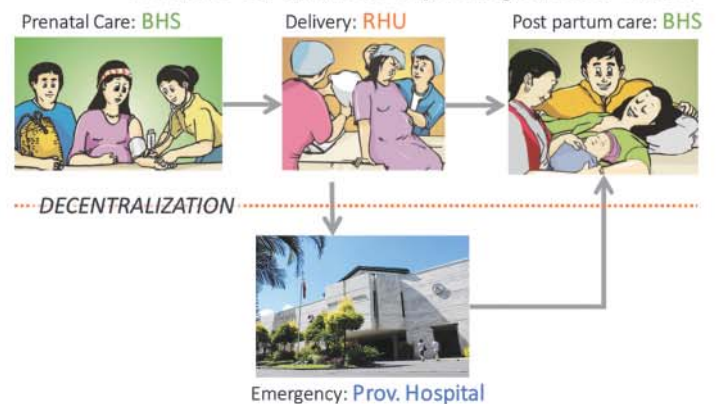 Prenatal Care: BHS
Delivery: RHU
Post partum care: BHS
DECENTRALIZATION
Emergency: Prov. Hospital